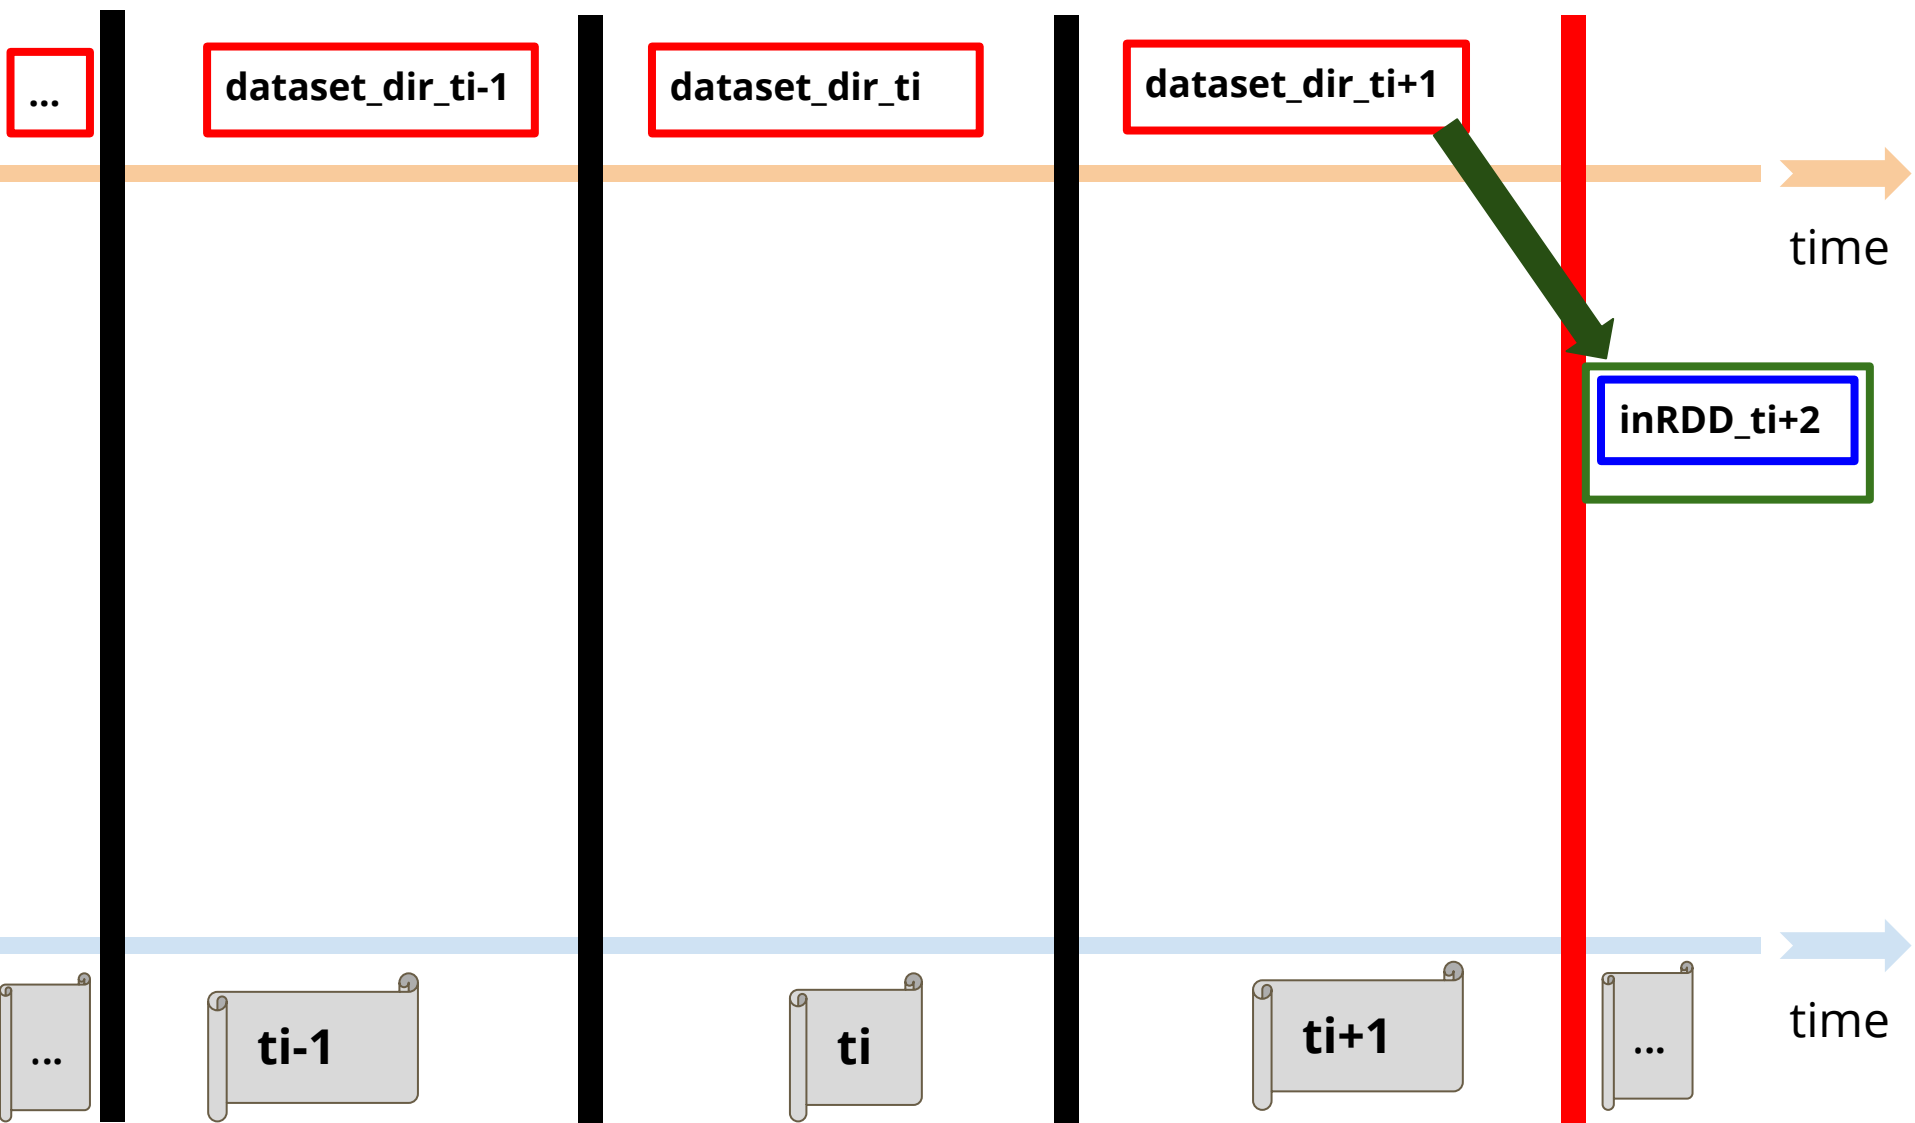 ...
dataset_dir_ti-1
dataset_dir_ti
dataset_dir_ti+1
time
inRDD_ti+2
...
ti-1
ti
ti+1
...
time